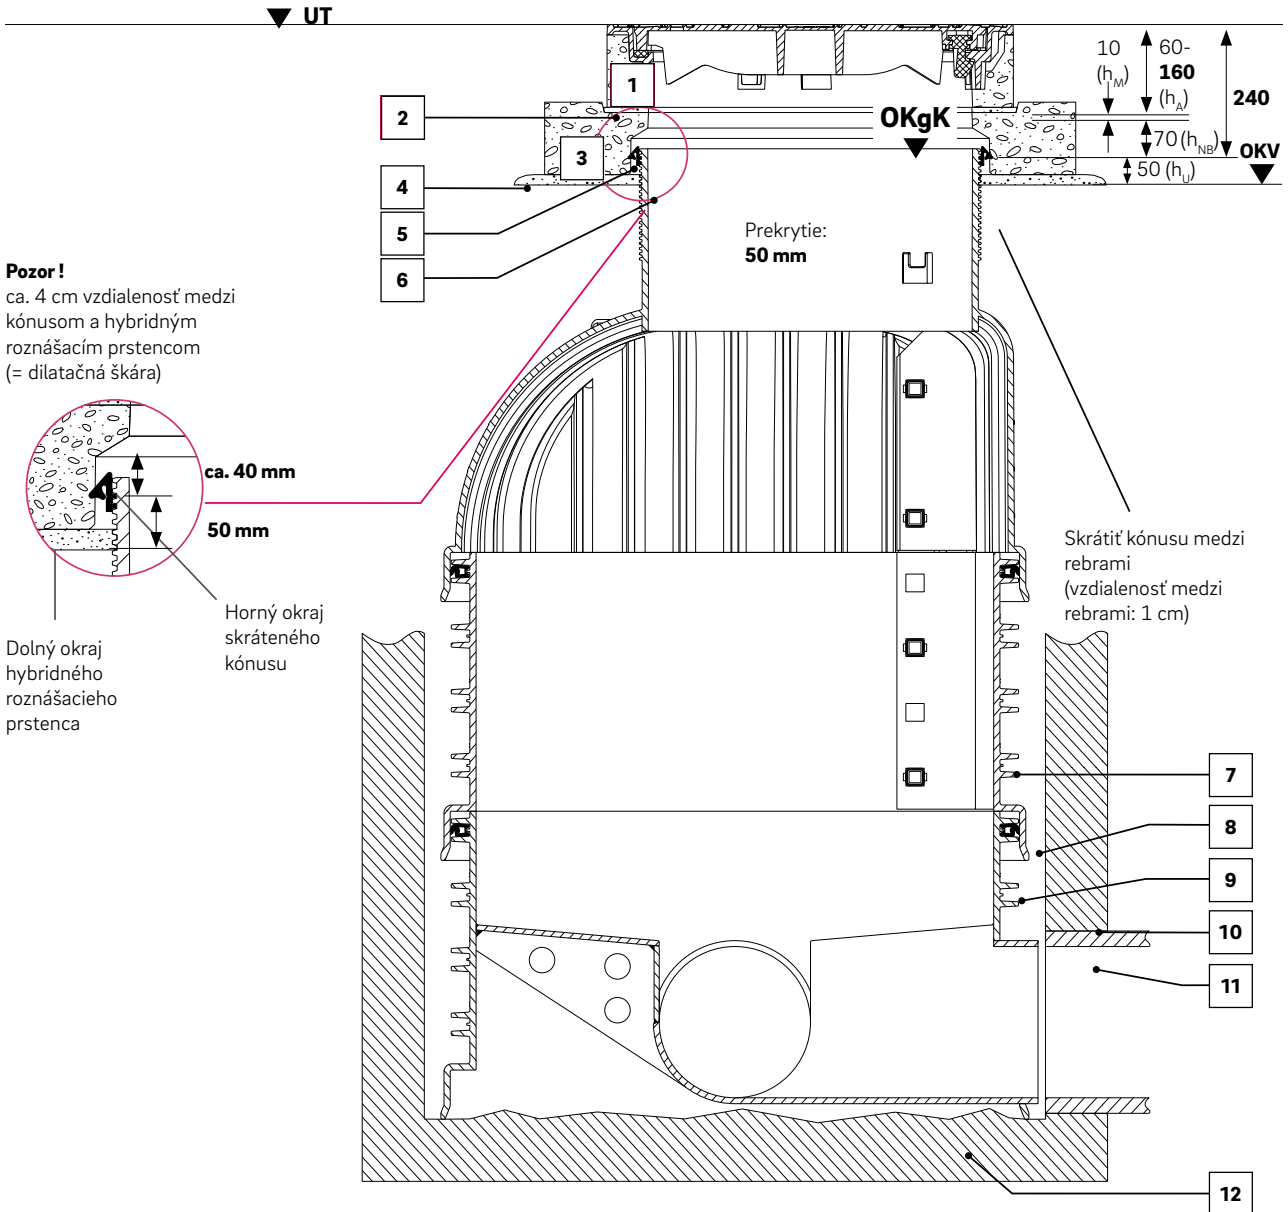 UT
1
2
3
4
5
6
OKgK
10
(hM)
60-
160
(hA)
240
70 (hNB)
OKV
50 (hU)
Prekrytie:
50 mm
Pozor !
ca. 4 cm vzdialenosť medzi
kónusom a hybridným
roznášacím prstencom
(= dilatačná škára)
ca. 40 mm
50 mm
Horný okraj
skráteného
kónusu
Dolný okraj
hybridného
roznášacieho
prstenca
Skrátiť kónusu medzi
rebrami
(vzdialenosť medzi
rebrami: 1 cm)
7
8
9
10
11
12